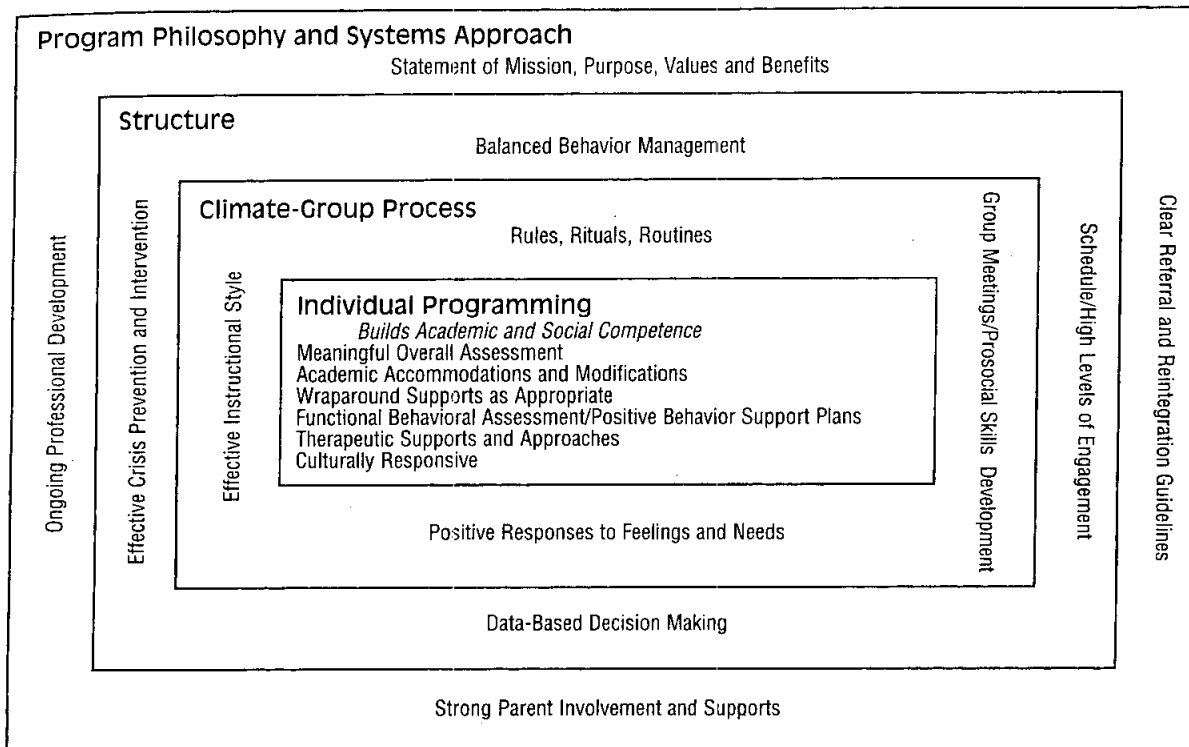 Program Philosophy and Systems Approach
Statement of Mission, Purpose, Values and Benefits
Ongoing Professional Development
Clear Referral and Reintegration Guidelines
Strong Parent Involvement and Supports
Structure
Balanced Behavior Management
Effective Crisis Prevention and Intervention
Schedule/High Levels of Engagement
Data-Based Decision Making
Climate-Group Process
Rules, Rituals, Routines
Effective Instructional Style
Group Meetings/Prosocial Skills Development
Positive Responses to Feelings and Needs
Individual Programming
Builds Academic and Social Competence
Meaningful Overall Assessment
Academic Accommodations and Modifications
Wraparound Supports as Appropriate
Functional Behavioral Assessment/Positive Behavior Support Plans
Therapeutic Supports and Approaches
Culturally Responsive